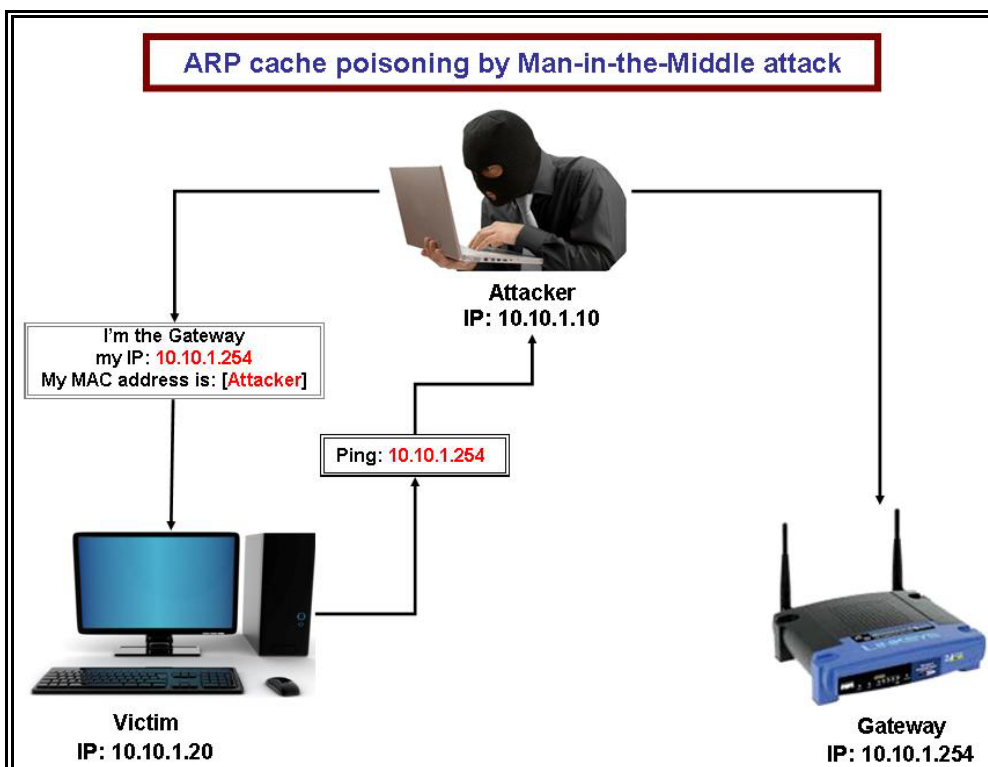 ARP cache poisoning by Man-in-the-Middle attack
Attacker
IP: 10.10.1.10
I'm the Gateway
my IP: 10.10.1.254
My MAC address is: [Attacker]
Ping: 10.10.1.254
Victim
IP: 10.10.1.20
LINKSYS
Gateway
IP: 10.10.1.254